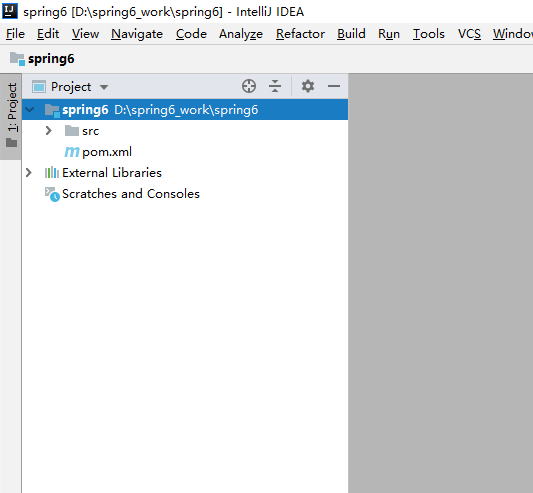 spring6 [D:\spring6_work\spring6] - IntelliJ IDEA
File Edit View Navigate Code Analyze Refactor Build Run Tools VCS Window
spring6
1: Project
Project
spring6 D:\spring6_work\spring6
src
pom.xml
External Libraries
Scratches and Consoles